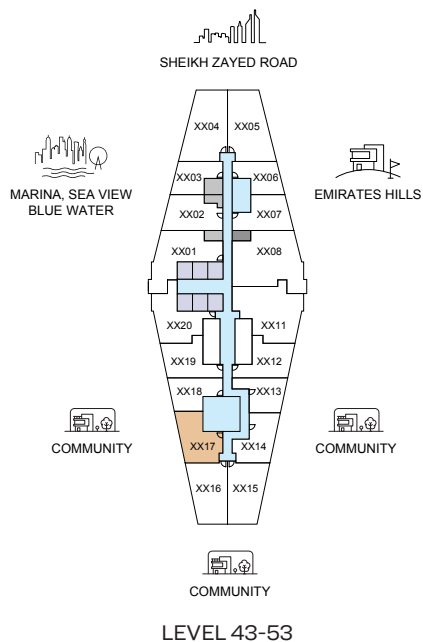 SHEIKH ZAYED ROAD
XX04 XX05
MARINA, SEA VIEW
BLUE WATER
EMIRATES HILLS
XX03 XX06
XX02 XX07
XX01 XX08
XX20 XX11
XX19 XX12
XX18 XX13
COMMUNITY
COMMUNITY
XX17 XX14
XX16 XX15
COMMUNITY
LEVEL 43-53